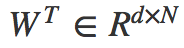 W^T ∈ R^{d×N}